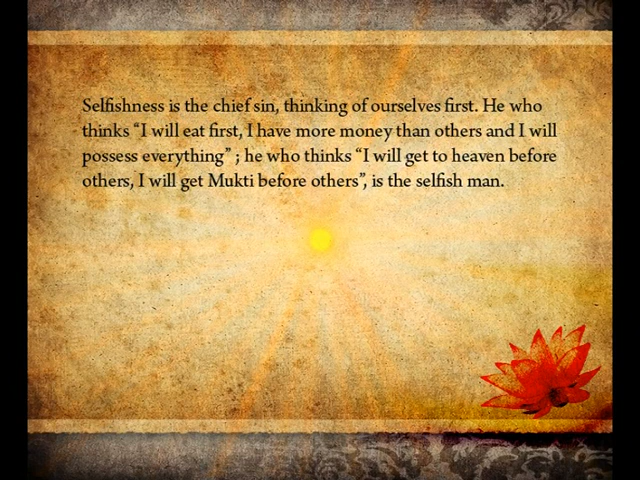 Selfishness is the chief sin, thinking of ourselves first. He who
thinks “I will eat first, I have more money than others and I will
possess everything” ; he who thinks “I will get to heaven before
others, I will get Mukti before others”, is the selfish man.